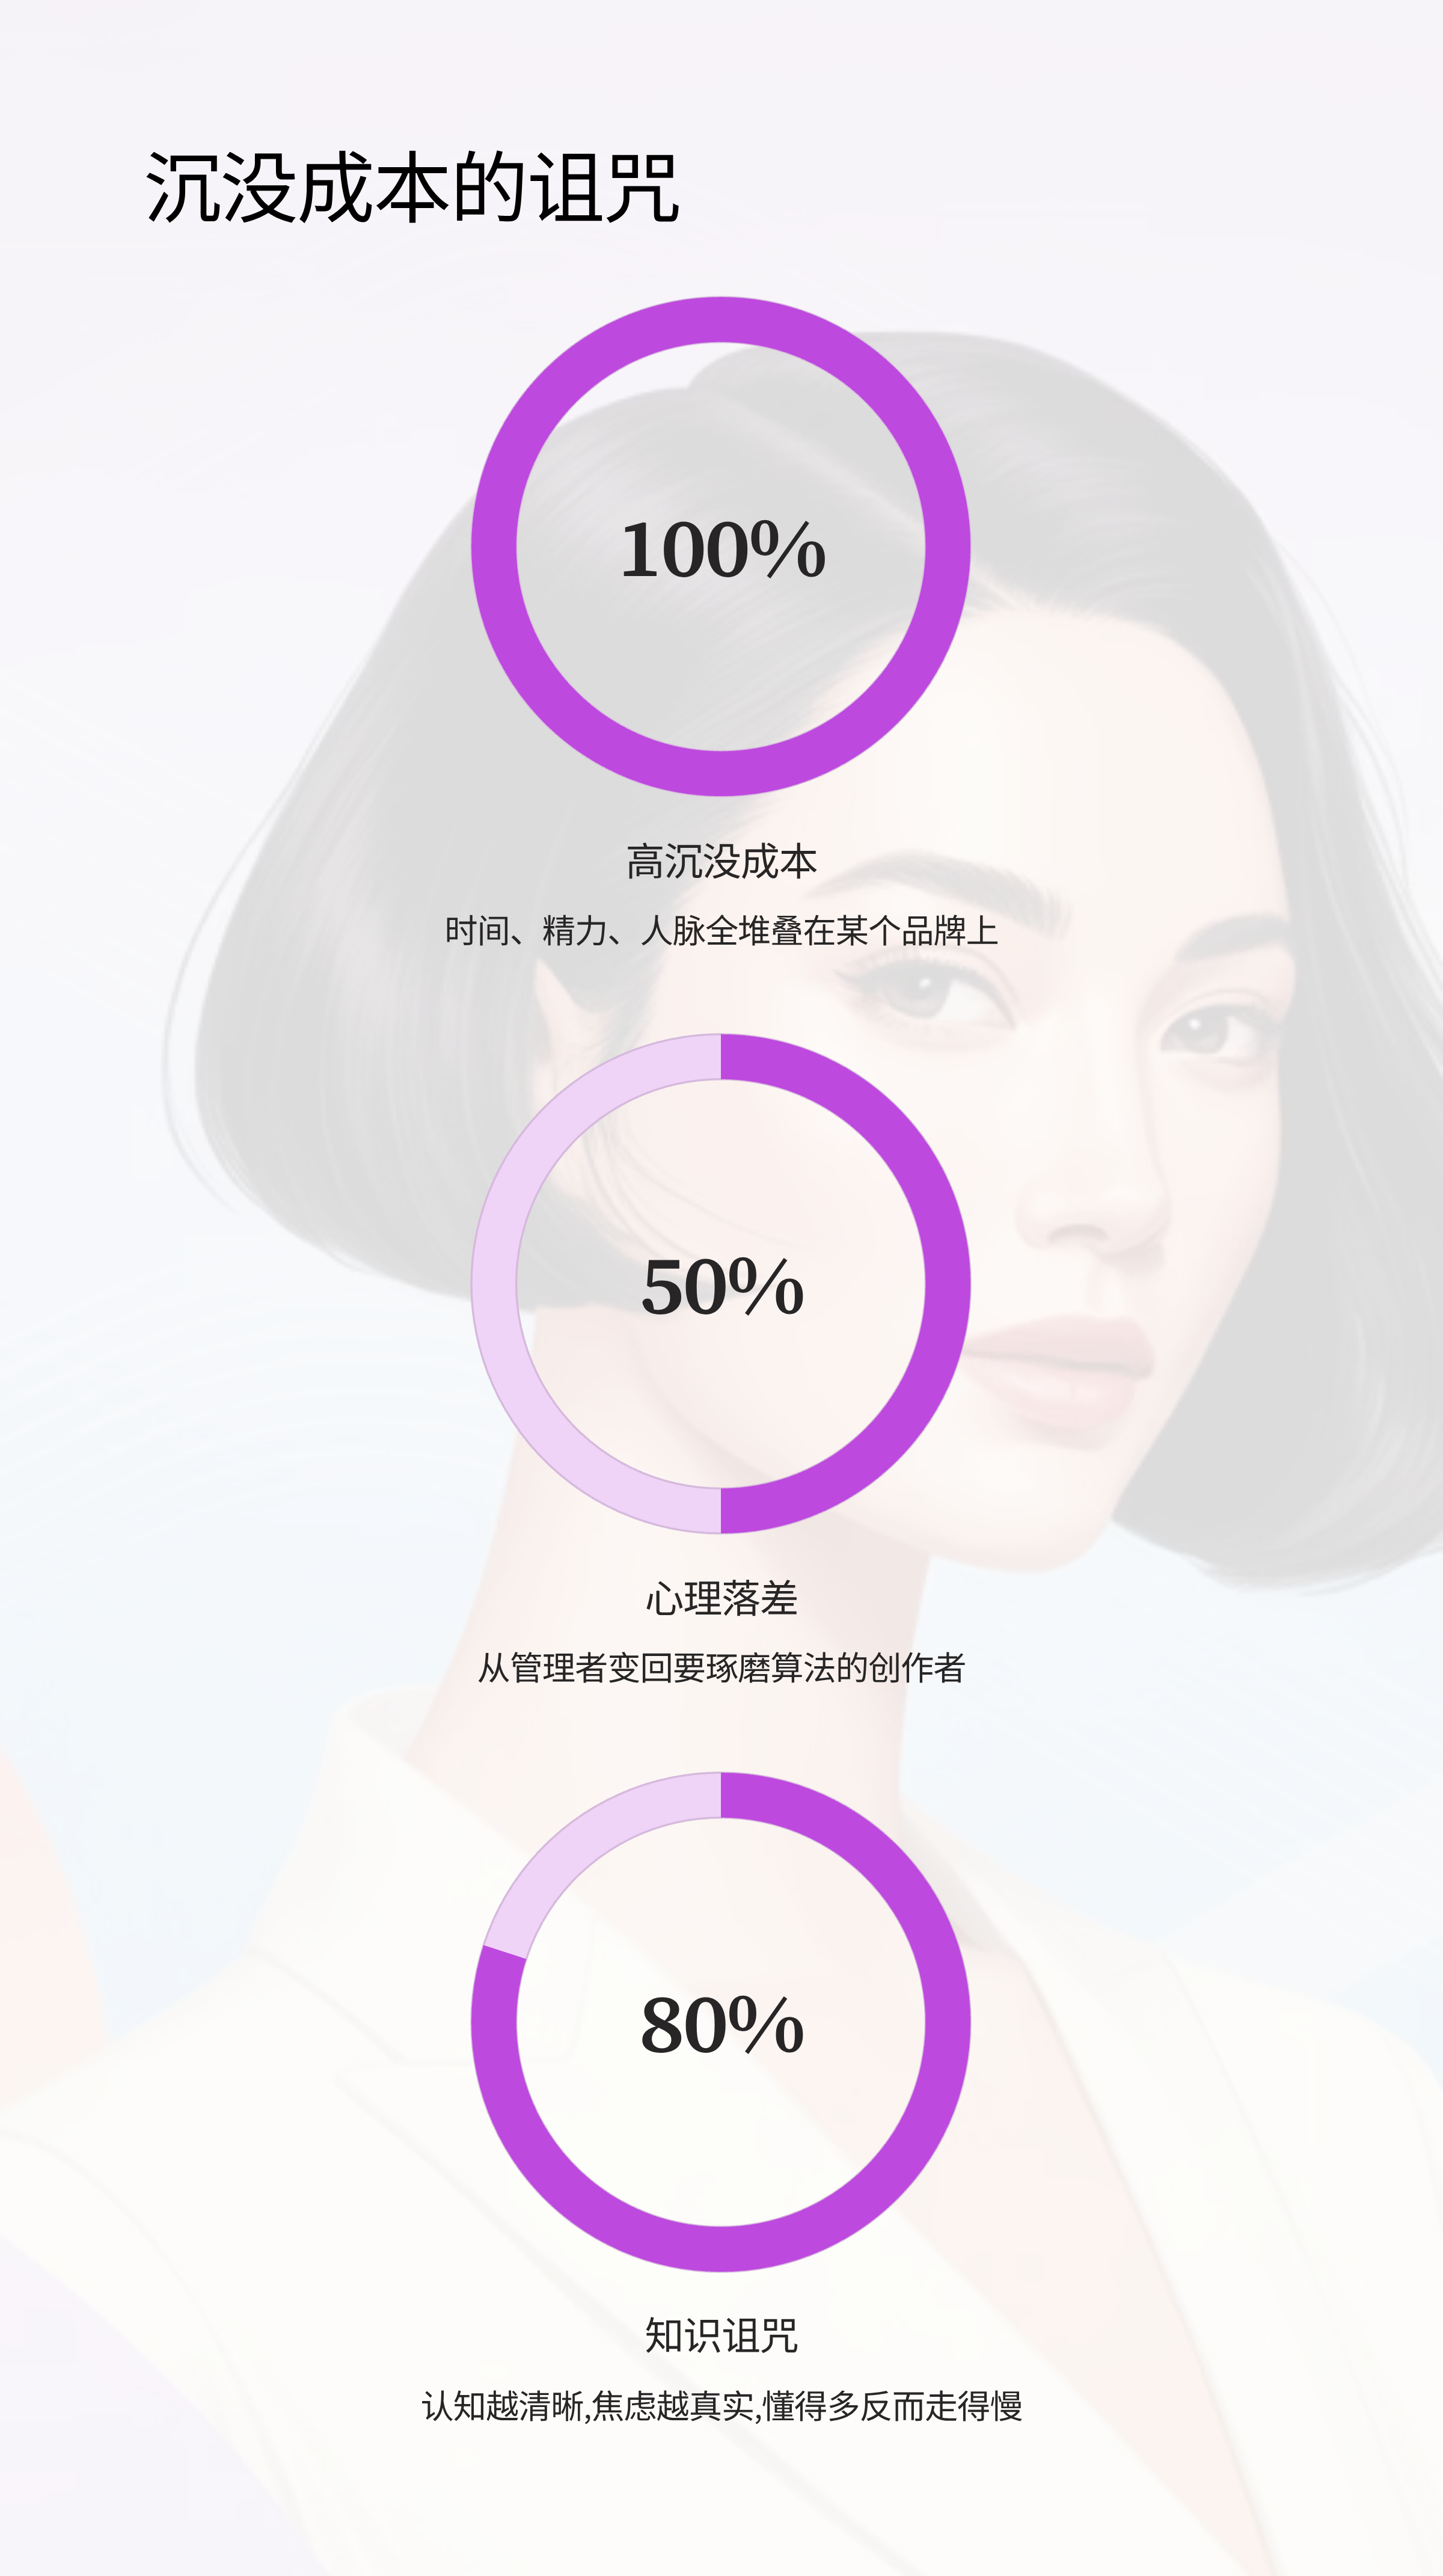 沉没成本的诅咒
100%
高沉没成本
时间、精力、人脉全堆叠在某个品牌上
50%
心理落差
从管理者变回要琢磨算法的创作者
80%
知识诅咒
认知越清晰,焦虑越真实,懂得多反而走得慢